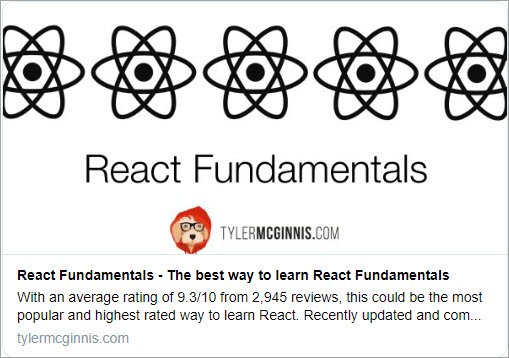 React Fundamentals
TYLERMCGINNIS.COM
React Fundamentals - The best way to learn React Fundamentals
With an average rating of 9.3/10 from 2,945 reviews, this could be the most
popular and highest rated way to learn React. Recently updated and com...
tylermcginnis.com